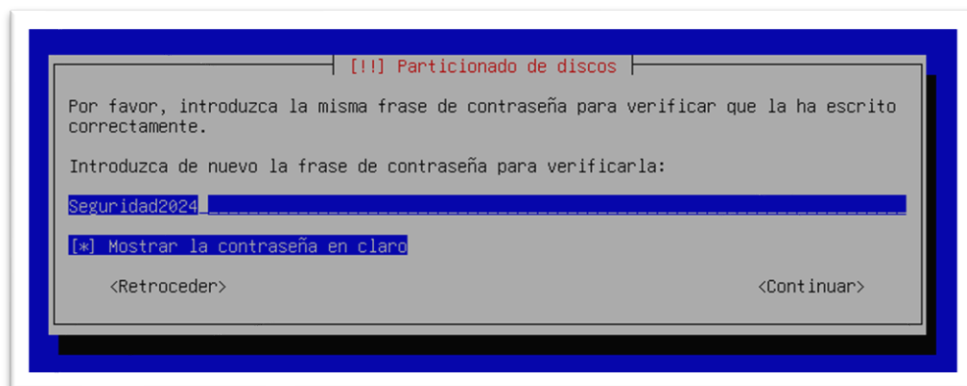 [!!] Particionado de discos
Por favor, introduzca la misma frase de contraseña para verificar que la ha escrito
correctamente.
Introduzca de nuevo la frase de contraseña para verificarla:
Seguridad2024
[*] Mostrar la contraseña en claro
<Retroceder> <Continuar>